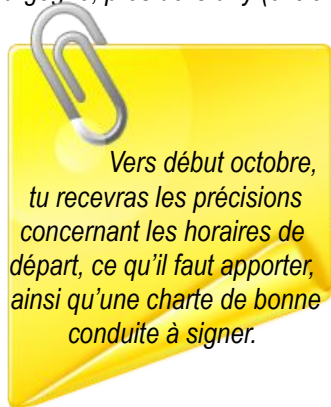 Vers début octobre,
tu recevras les précisions
concernant les horaires de
départ, ce qu'il faut apporter,
ainsi qu'une charte de bonne
conduite à signer.